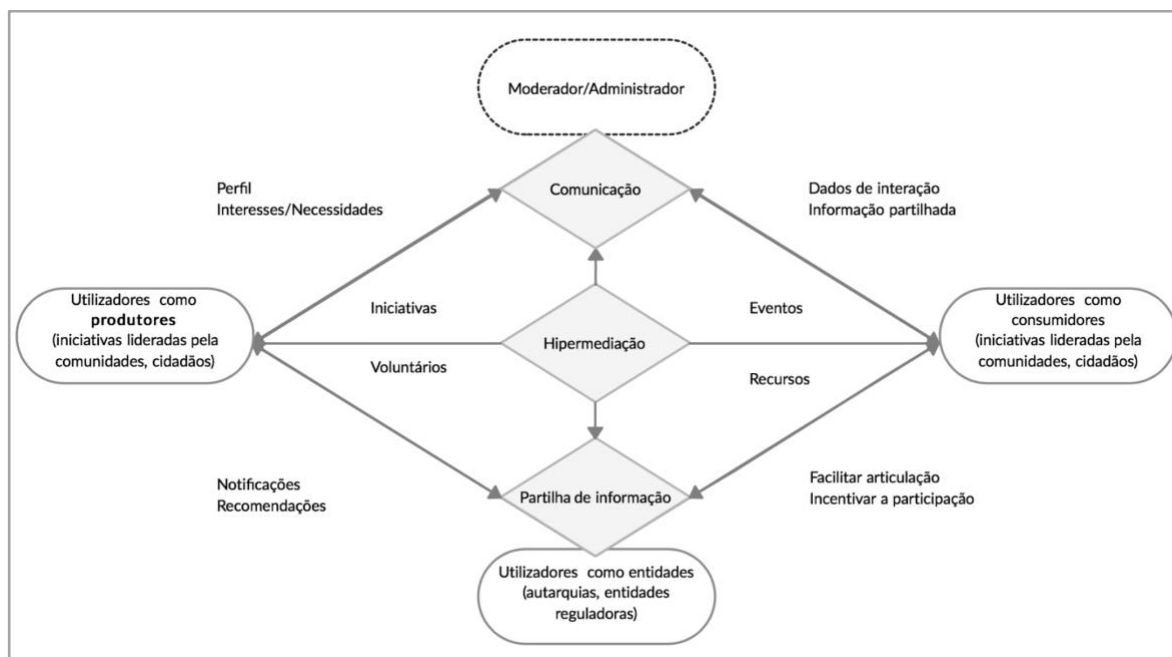 Moderador/Administrador
Comunicação
Perfil
Interesses/Necessidades
Dados de interação
Informação partilhada
Utilizadores como
produtores
(iniciativas lideradas pela
comunidades, cidadãos)
Iniciativas
Voluntários
Hipermediação
Eventos
Recursos
Utilizadores como
consumidores
(iniciativas lideradas pela
comunidades, cidadãos)
Notificações
Recomendações
Partilha de informação
Facilitar articulação
Incentivar a participação
Utilizadores como entidades
(autarquias, entidades
reguladoras)